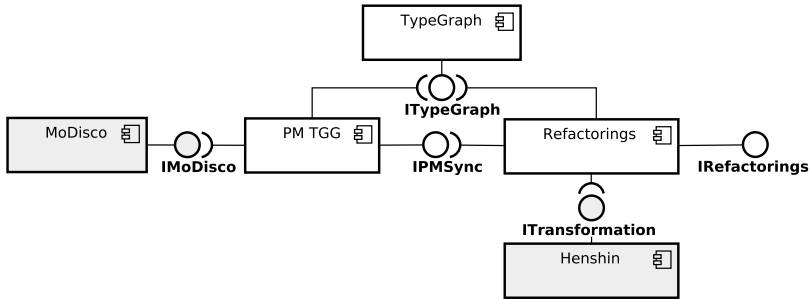 TypeGraph
ITypeGraph
MoDisco
IMoDisco
PM TGG
IPMSync
Refactorings
IRefactorings
ITransformation
Henshin